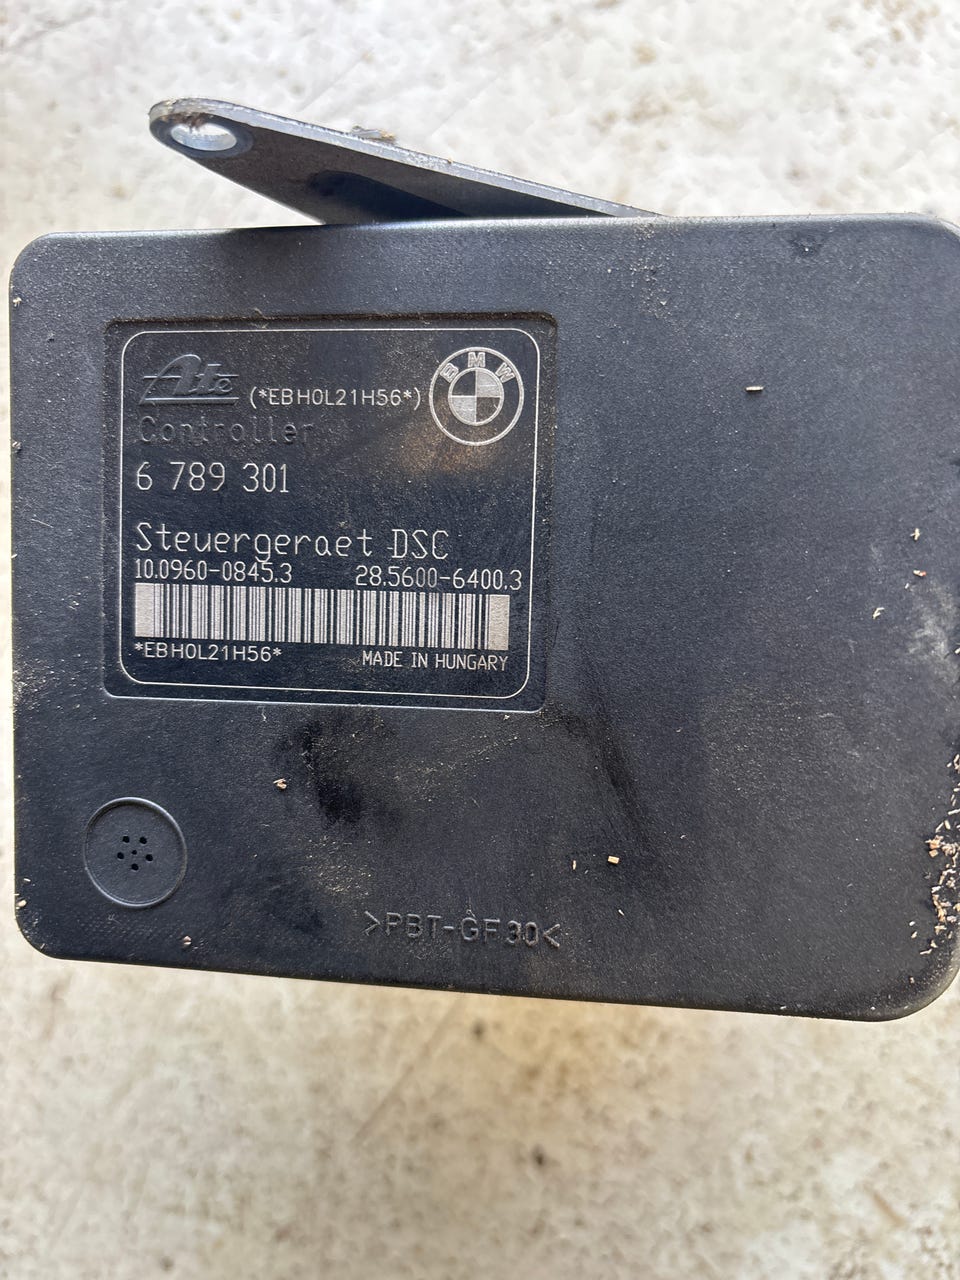 Ate (*EBH0L21H56*) BMW
Controller
6 789 301
Steuergeraet DSC
10.0960-0845.3 28.5600-6400.3
*EBH0L21H56* MADE IN HUNGARY
>PBT-GF30<